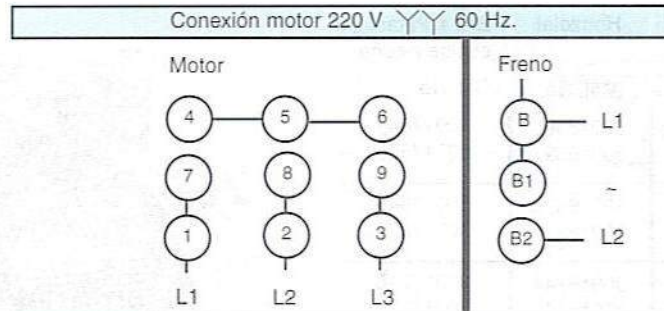 Conexión motor 220 V YY 60 Hz.
Motor
4 5 6
7 8 9
1 2 3
L1 L2 L3
Freno
B L1
B1 ~
B2 L2